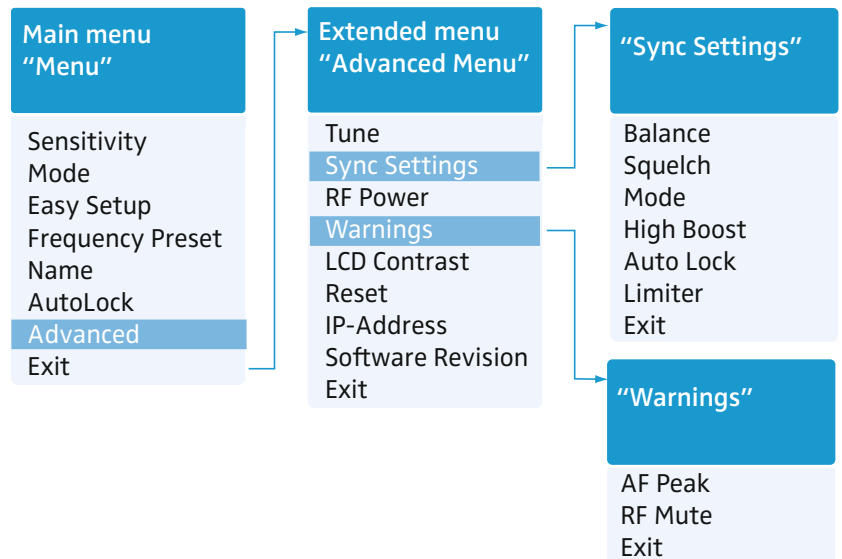 Main menu
“Menu”
Sensitivity
Mode
Easy Setup
Frequency Preset
Name
AutoLock
Advanced
Exit
Extended menu
“Advanced Menu”
Tune
Sync Settings
RF Power
Warnings
LCD Contrast
Reset
IP-Address
Software Revision
Exit
“Sync Settings”
Balance
Squelch
Mode
High Boost
Auto Lock
Limiter
Exit
“Warnings”
AF Peak
RF Mute
Exit